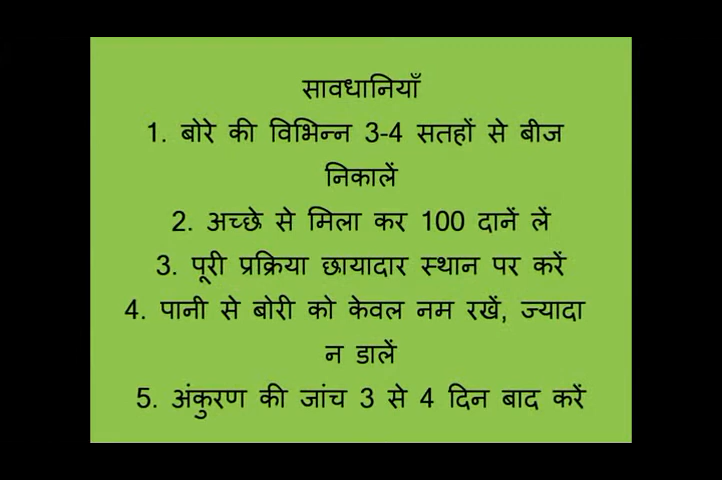 सावधानियाँ
1. बोरे की विभिन्न 3-4 सतहों से बीज
निकालें
2. अच्छे से मिला कर 100 दानें लें
3. पूरी प्रक्रिया छायादार स्थान पर करें
4. पानी से बोरी को केवल नम रखें, ज्यादा
न डालें
5. अंकुरण की जांच 3 से 4 दिन बाद करें